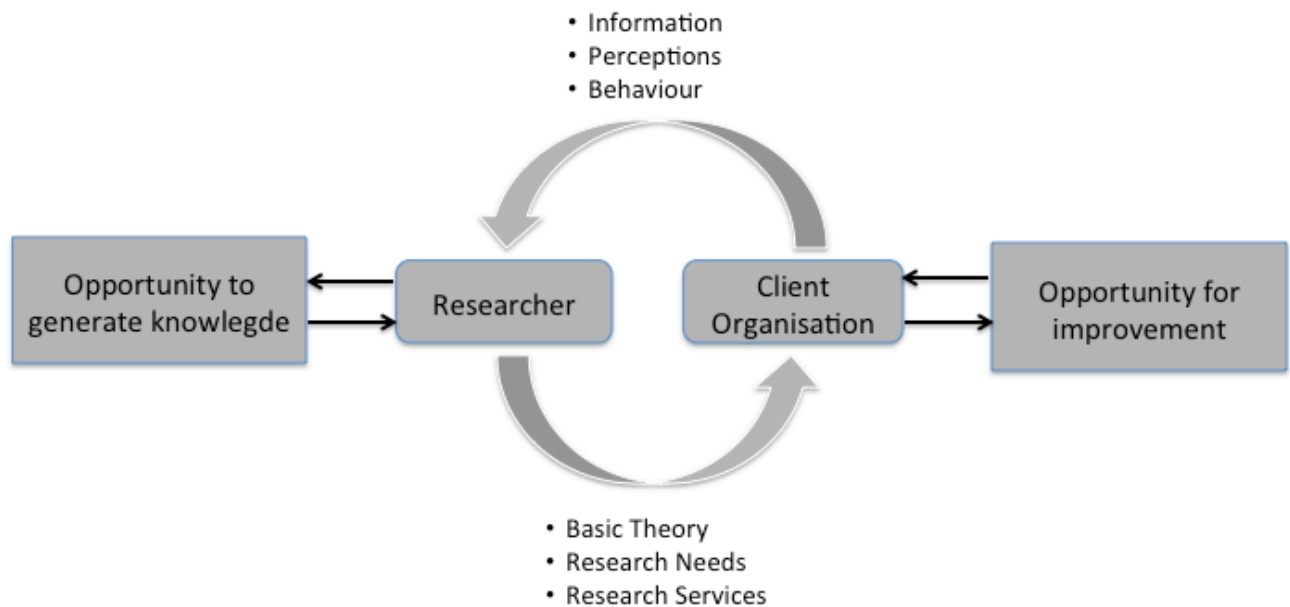 • Information
• Perceptions
• Behaviour
Opportunity to
generate knowlegde
Researcher
Client
Organisation
Opportunity for
improvement
• Basic Theory
• Research Needs
• Research Services